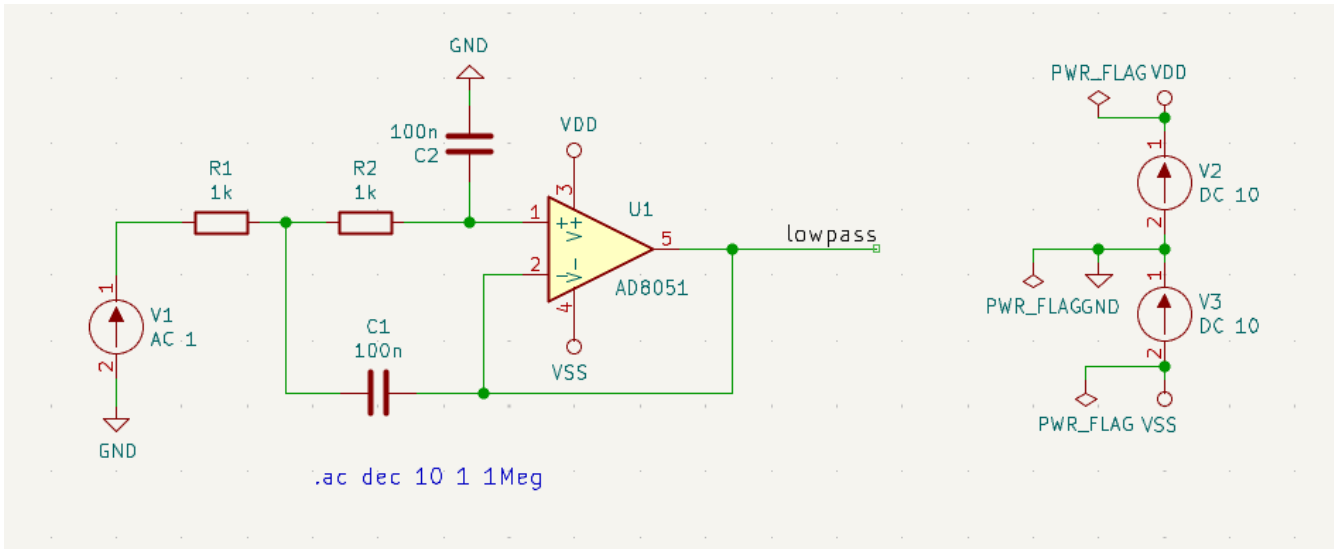 GND
PWR_FLAG VDD
100n
C2
VDD
R1
1k
R2
1k
3
1
V2
DC 10
1
U1
V+
lowpass
5
2
V-
AD8051
2
1
1
PWR_FLAG GND
V3
DC 10
V1
AC 1
4
C1
100n
VSS
2
2
PWR_FLAG VSS
GND
.ac dec 10 1 1Meg